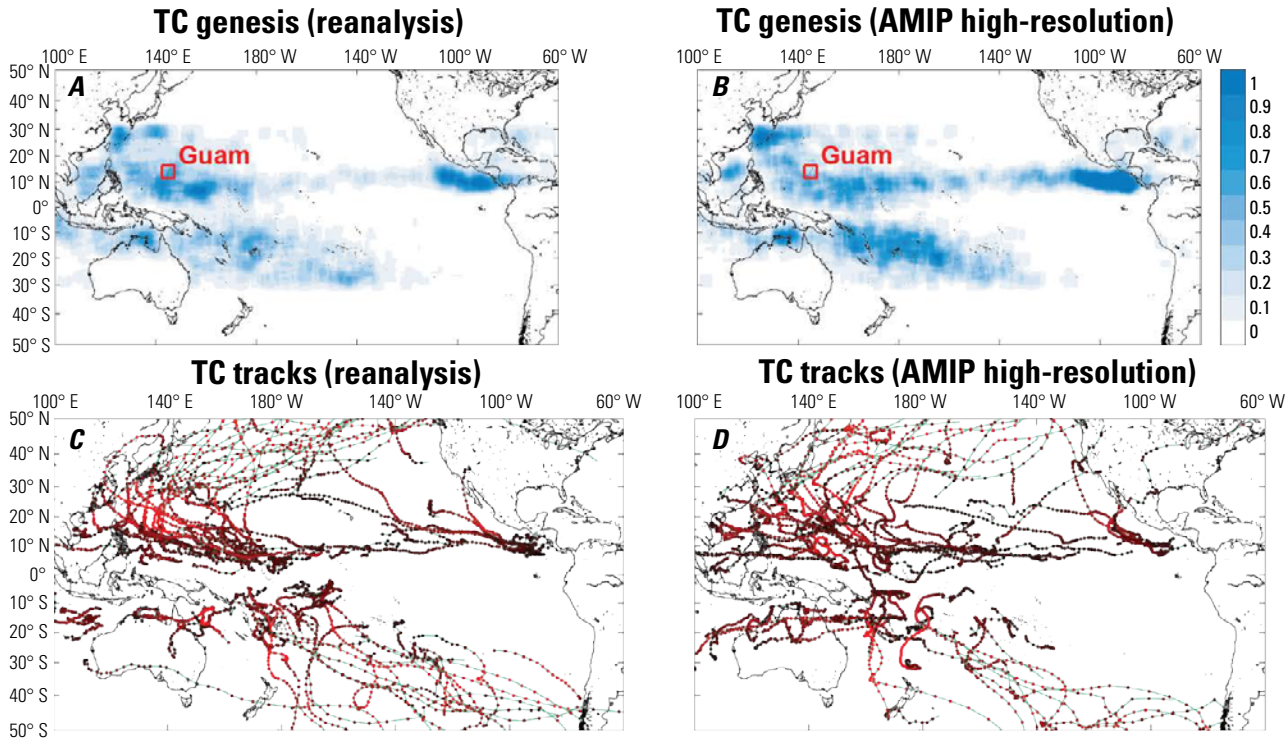 TC genesis (reanalysis)
100° E 140° E 180° W 140° W 100° W 60° W
50° N
40° N
30° N
20° N
10° N
0°
10° S
20° S
30° S
40° S
50° S
A
Guam
TC genesis (AMIP high-resolution)
100° E 140° E 180° W 140° W 100° W 60° W
B
Guam
1
0.9
0.8
0.7
0.6
0.5
0.4
0.3
0.2
0.1
0
TC tracks (reanalysis)
100° E 140° E 180° W 140° W 100° W 60° W
50° N
40° N
30° N
20° N
10° N
0°
10° S
20° S
30° S
40° S
50° S
C
TC tracks (AMIP high-resolution)
100° E 140° E 180° W 140° W 100° W 60° W
D